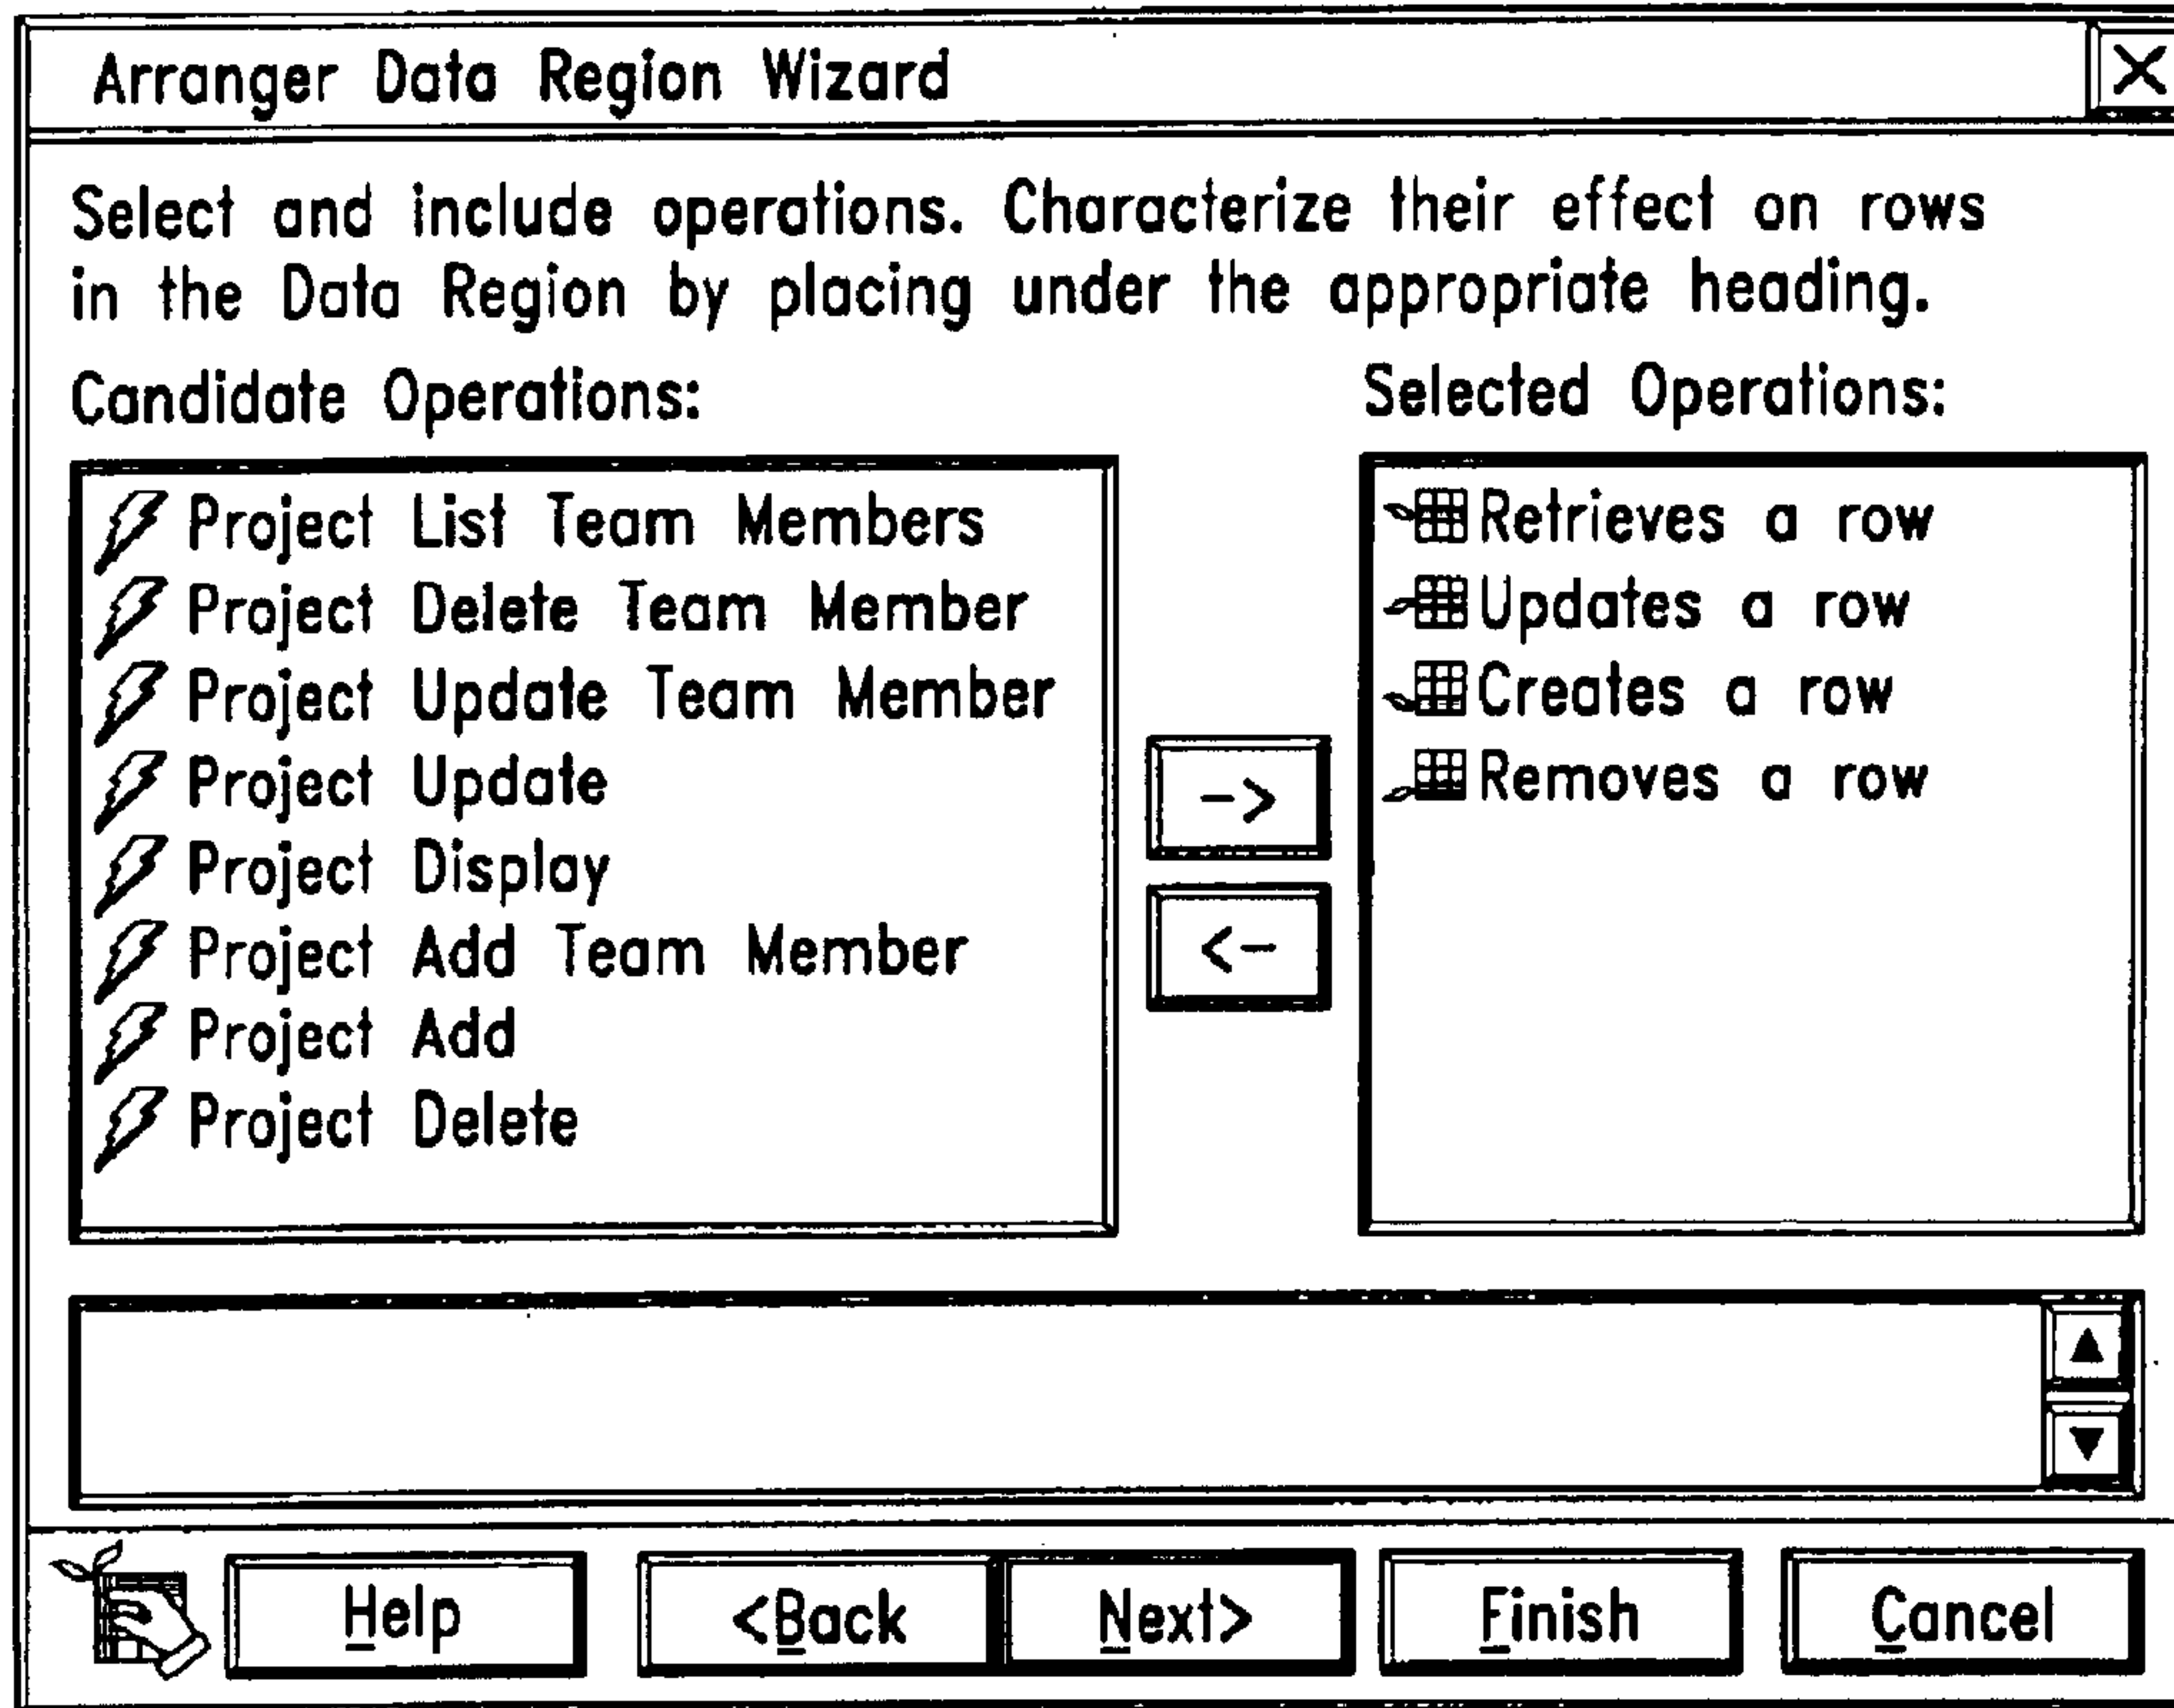 Arranger Data Region Wizard
X
Select and include operations. Characterize their effect on rows
in the Data Region by placing under the appropriate heading.
Candidate Operations:
Project List Team Members
Project Delete Team Member
Project Update Team Member
Project Update
Project Display
Project Add Team Member
Project Add
Project Delete
->
<-
Selected Operations:
Retrieves a row
Updates a row
Creates a row
Removes a row
Help
<Back
Next>
Finish
Cancel